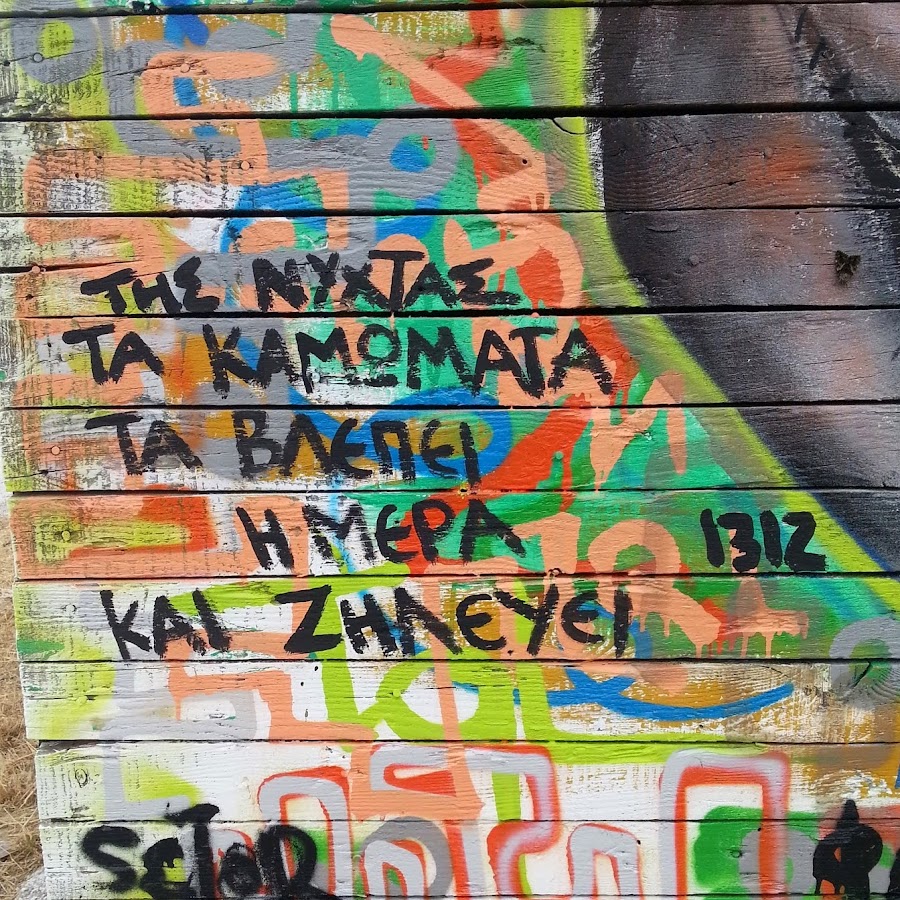 ΤΗΣ ΝΥΧΤΑΣ
ΤΑ ΚΑΜΩΜΑΤΑ
ΤΑ ΒΛΕΠΕΙ
Η ΜΕΡΑ
1312
ΚΑΙ ΖΗΛΕΥΕΙ